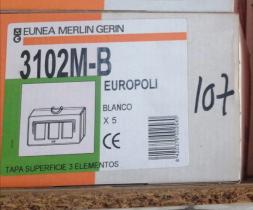 EUNEA MERLIN GERIN
3102M-B
EUROPOLI
BLANCO
X 5
CE
107
TAPA SUPERFICIE 3 ELEMENTOS